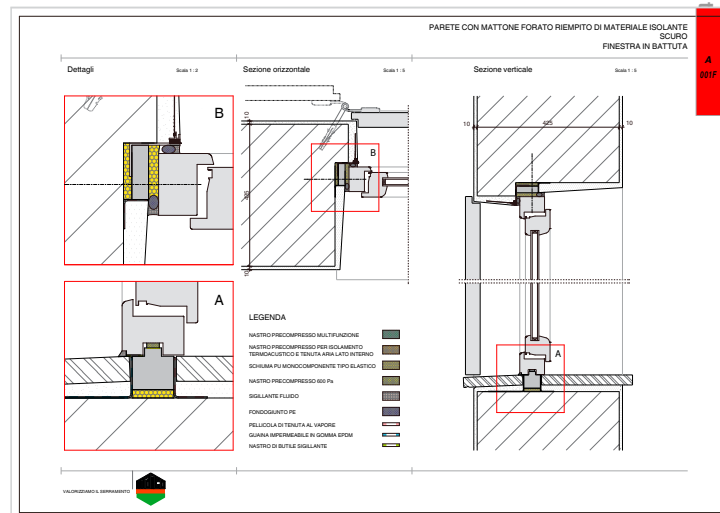 PARETE CON MATTONE FORATO RIEMPITO DI MATERIALE ISOLANTE
SCURO
FINESTRA IN BATTUTA
A
001F
Dettagli
Scala 1 : 2
Sezione orizzontale
Scala 1 : 5
Sezione verticale
Scala 1 : 5
B
A
10
425
10
B
10
425
10
A
LEGENDA
NASTRO PRECOMPRESSO MULTIFUNZIONE
NASTRO PRECOMPRESSO PER ISOLAMENTO
TERMOACUSTICO E TENUTA ARIA LATO INTERNO
SCHIUMA PU MONOCOMPONENTE TIPO ELASTICO
NASTRO PRECOMPRESSO 600 Pa
SIGILLANTE FLUIDO
FONDOGIUNTO PE
PELLICOLA DI TENUTA AL VAPORE
GUAINA IMPERMEABILE IN GOMMA EPDM
NASTRO DI BUTILE SIGILLANTE
VALORIZZIAMO IL SERRAMENTO